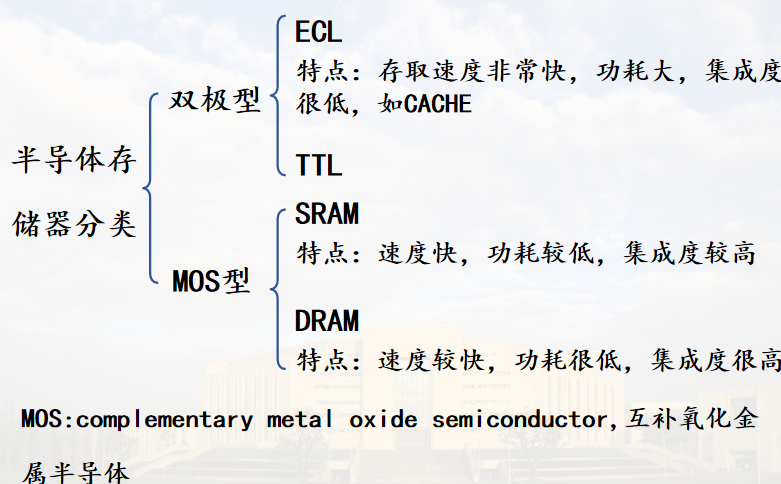 半导体存
储器分类
双极型
ECL
特点：存取速度非常快，功耗大，集成度
很低，如CACHE
TTL
MOS型
SRAM
特点：速度快，功耗较低，集成度较高
DRAM
特点：速度较快，功耗很低，集成度很高
MOS:complementary metal oxide semiconductor,互补氧化金
属半导体